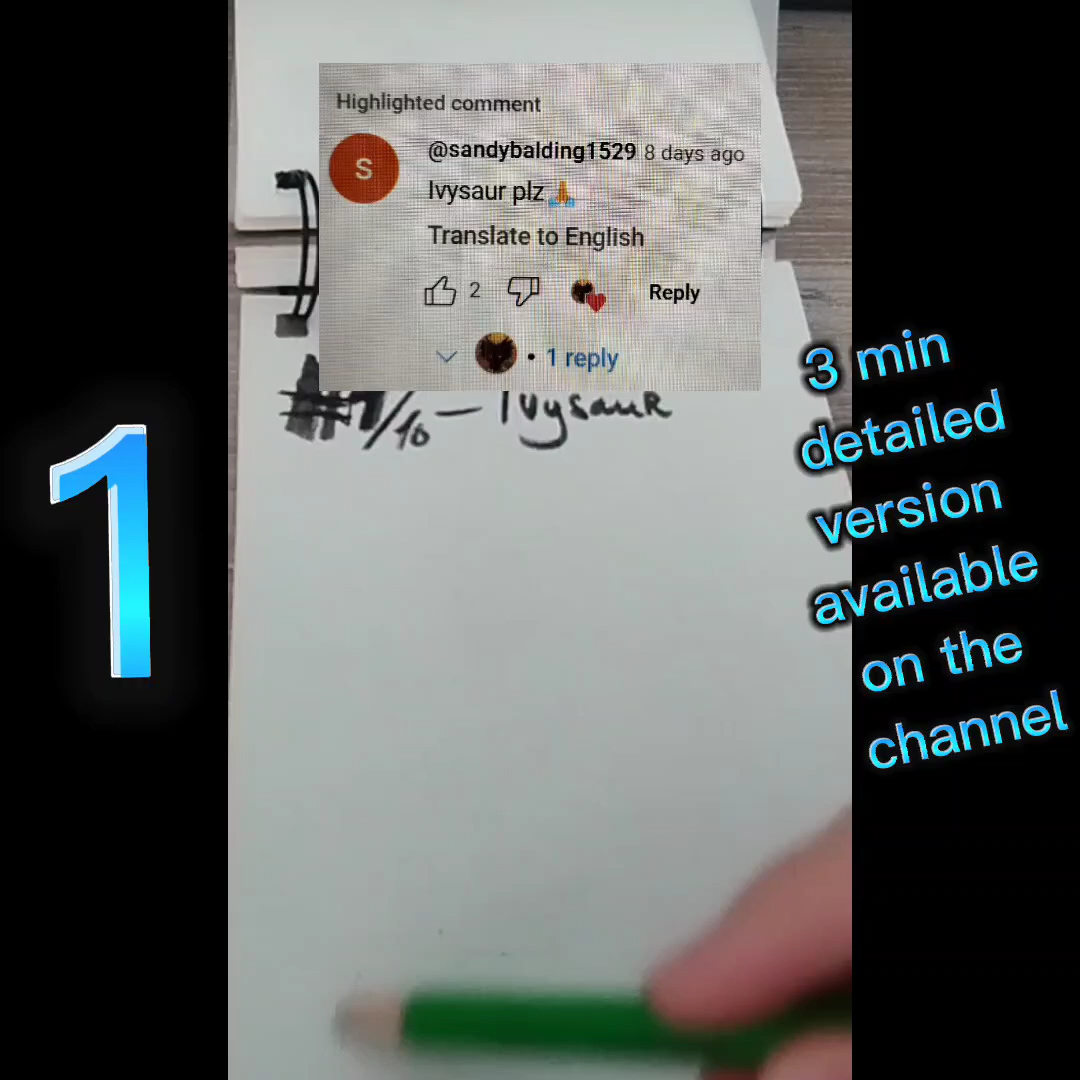 Highlighted comment
S
@sandybalding1529 8 days ago
Ivysaur plz 🙏
Translate to English
2
Reply
• 1 reply
#7/10 – Ivysaur
1
3 min
detailed
version
available
on the
channel